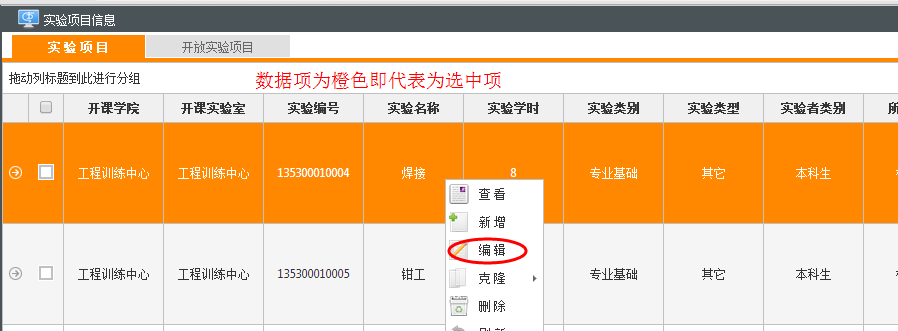 实验项目信息
实验项目 开放实验项目
拖动列标题到此进行分组 数据项为橙色即代表为选中项
开课学院 开课实验室 实验编号 实验名称 实验学时 实验类别 实验类型 实验者类别 所
工程训练中心 工程训练中心 135300010004 焊接 8 专业基础 其它 本科生
查看
新增
编辑
工程训练中心 工程训练中心 135300010005 钳工 专业基础 其它 本科生
克隆
删除
刷新